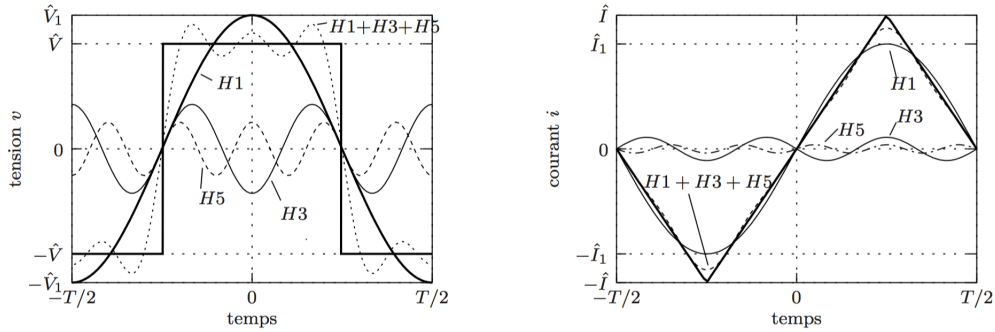 V̂₁
H1+H3+H5
V̂
H1
tension v
0
H5
H3
−V̂
−V̂₁
−T/2
0
T/2
temps
Î
Î₁
H1
H3
courant i
H5
0
H1 + H3 + H5
−Î₁
−Î
−T/2
0
T/2
temps